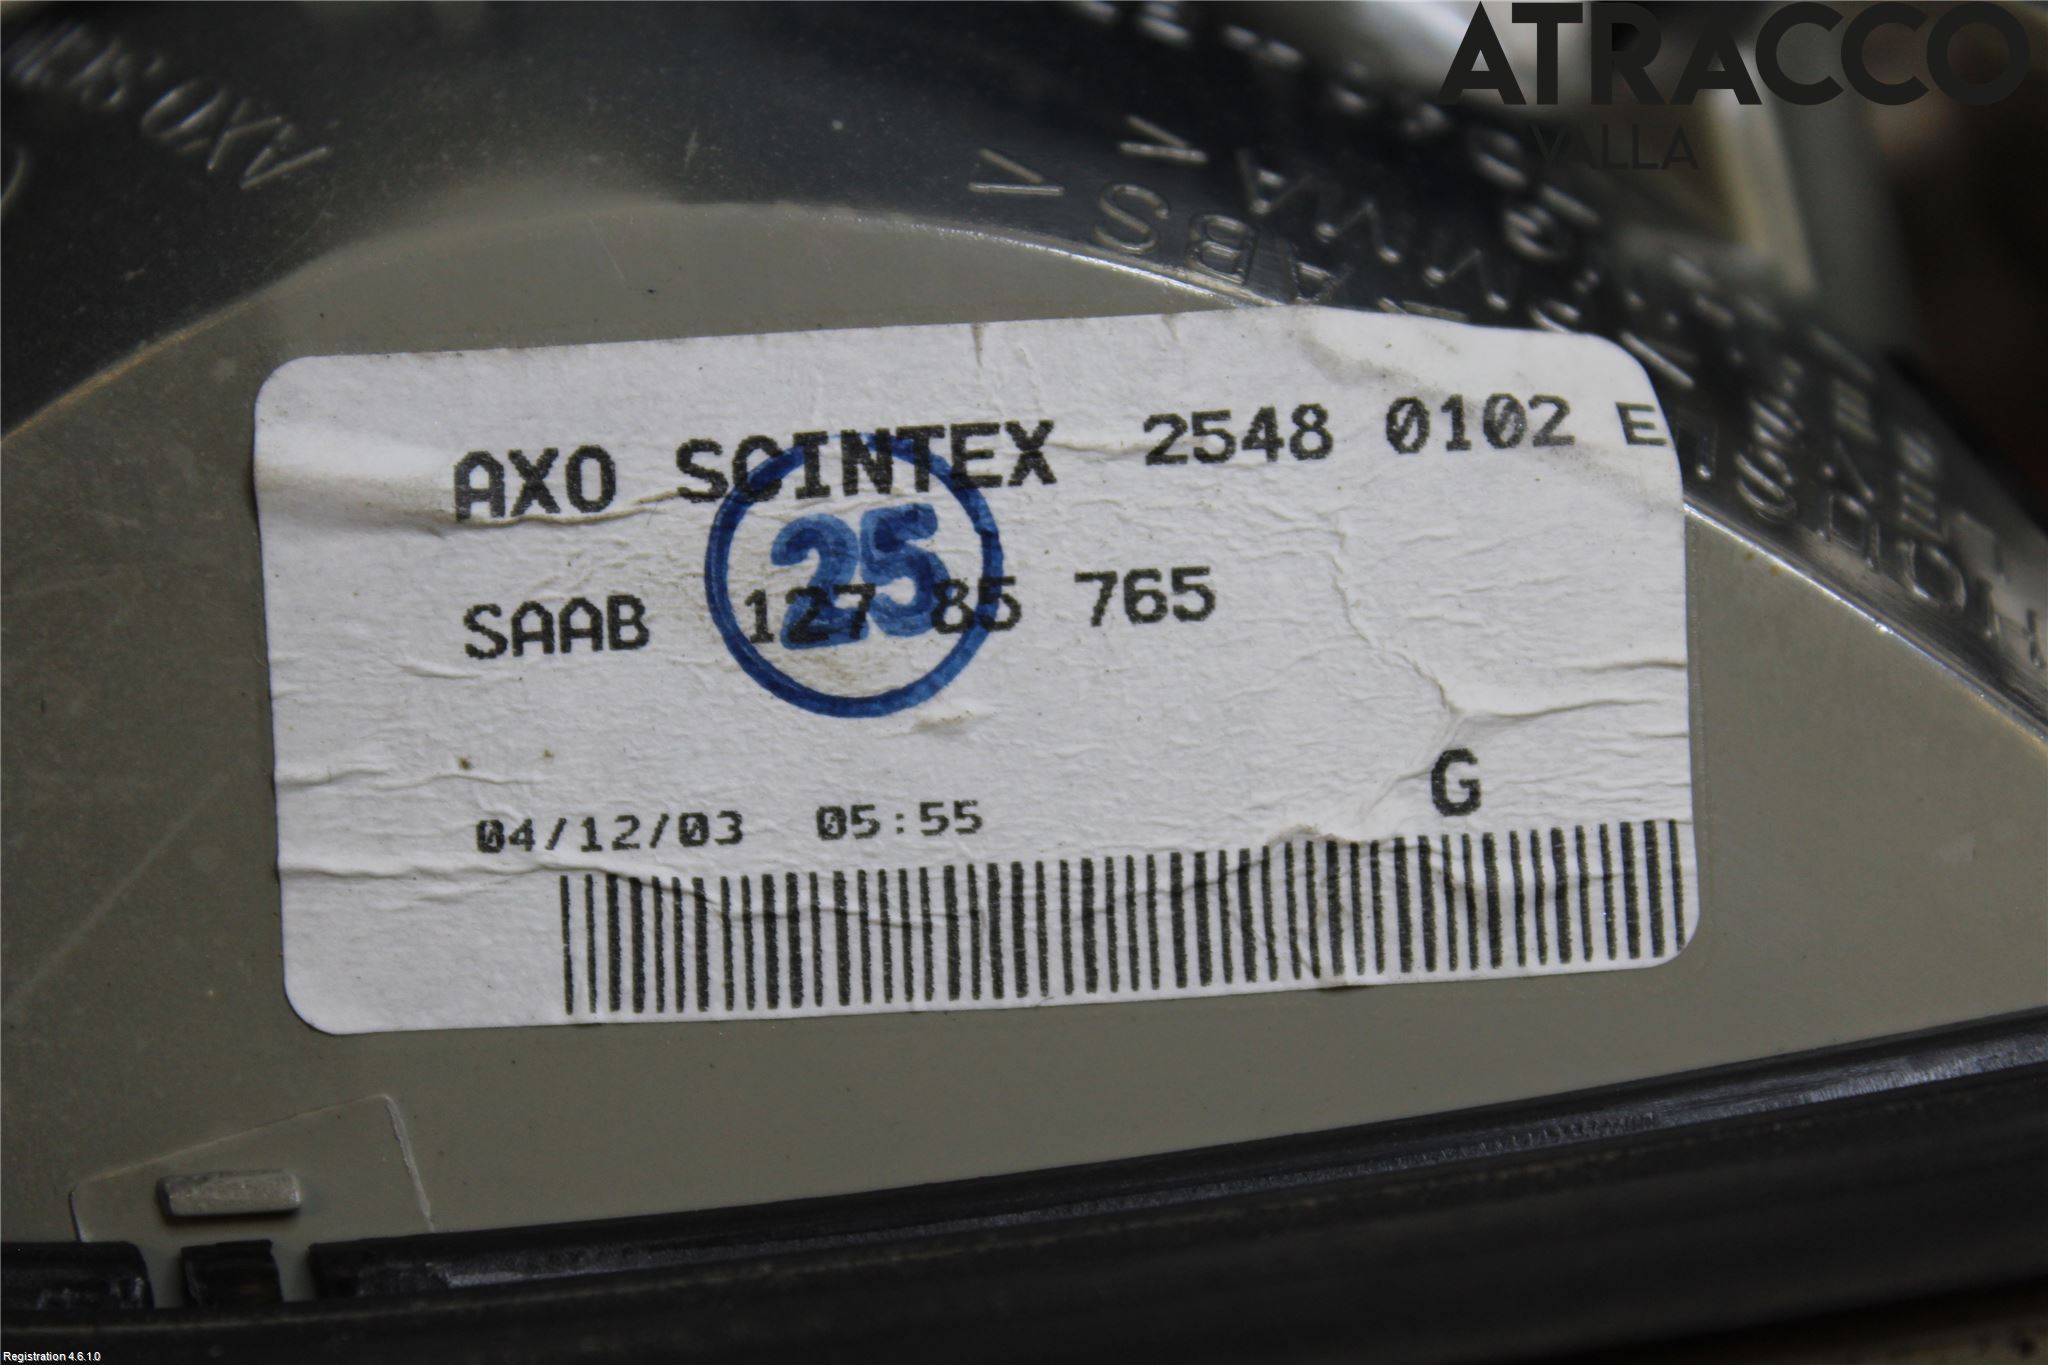 ATRACCO
VALLA
AXO SCINTEX 2548 0102 E
25
SAAB 127 85 765
G
04/12/03 05:55
>ABS<
Registration 4.6.1.0